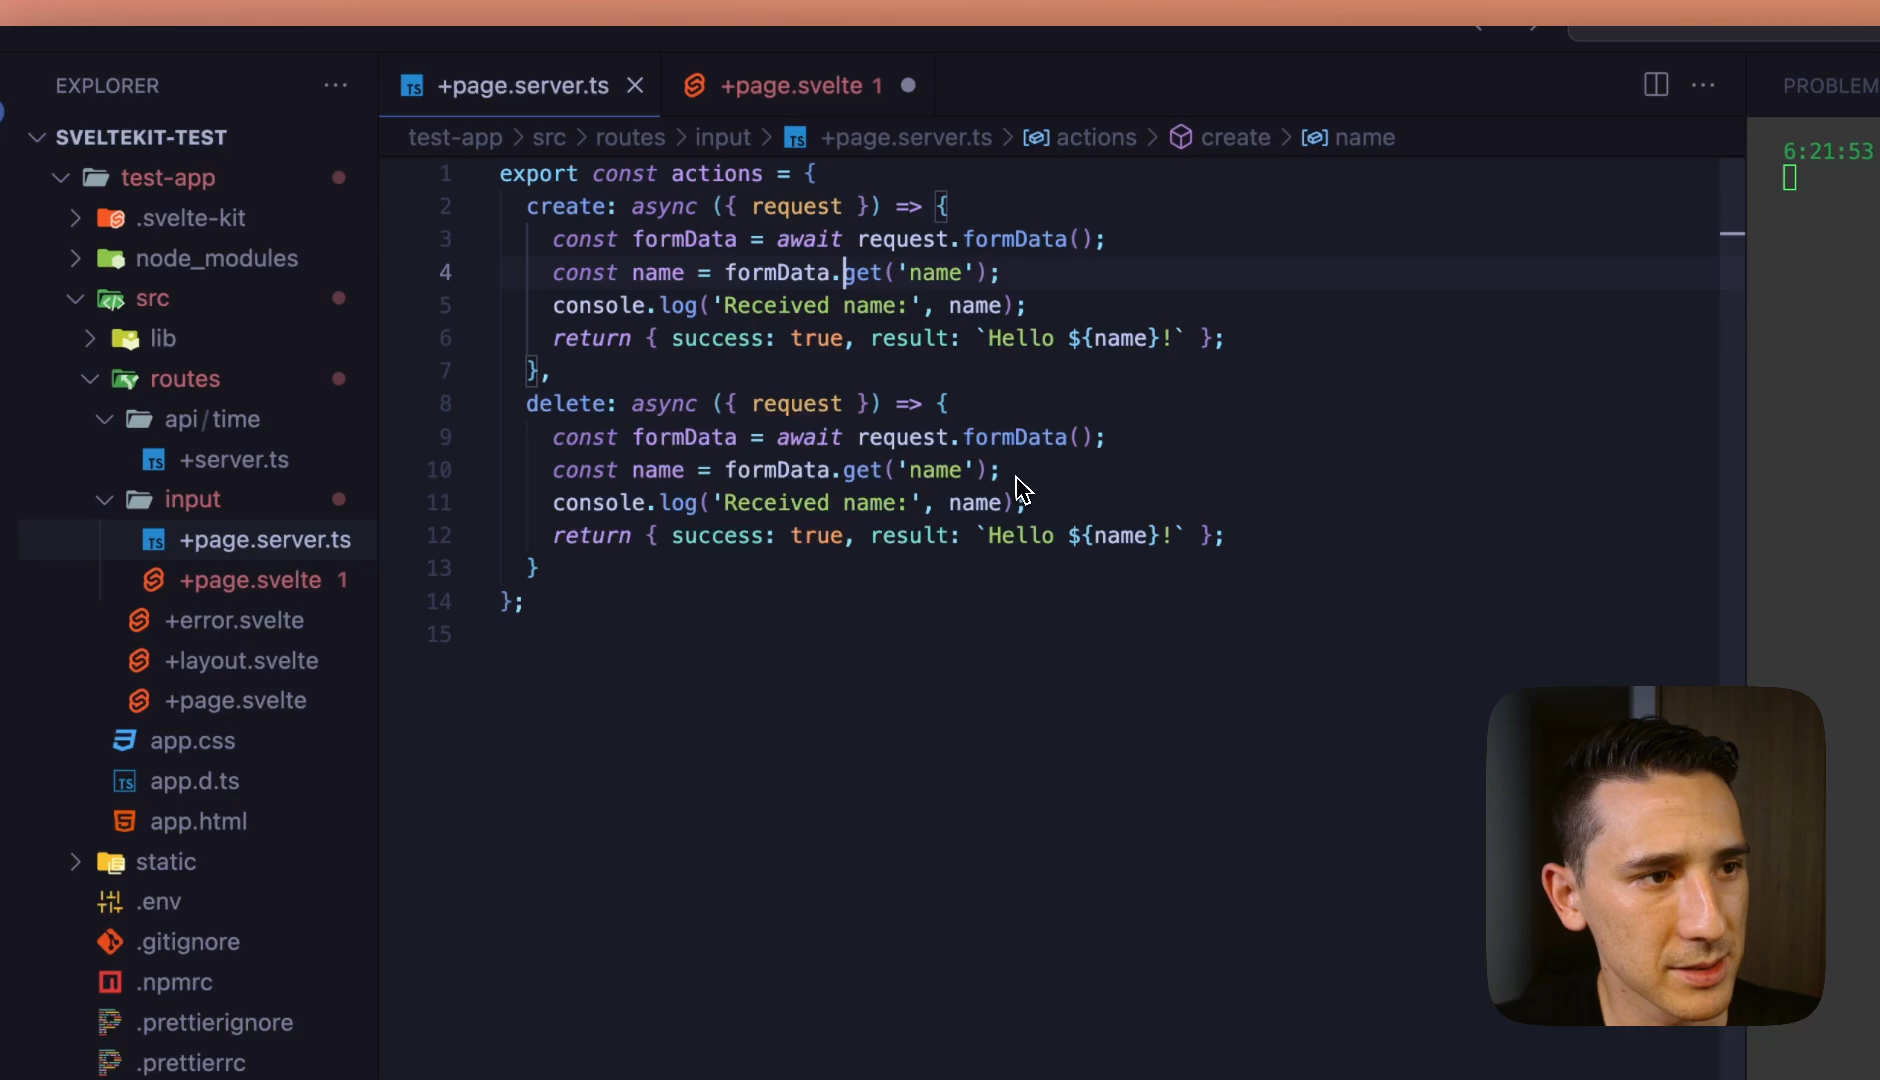 EXPLORER ...
SVELTEKIT-TEST
test-app
.svelte-kit
node_modules
src
lib
routes
api/time
TS +server.ts
input
TS +page.server.ts
+page.svelte 1
+error.svelte
+layout.svelte
+page.svelte
app.css
TS app.d.ts
app.html
static
.env
.gitignore
.npmrc
.prettierignore
.prettierrc
TS +page.server.ts
+page.svelte 1
test-app > src > routes > input > TS +page.server.ts > actions > create > name
1 export const actions = {
2 create: async ({ request }) => {
3 const formData = await request.formData();
4 const name = formData.get('name');
5 console.log('Received name:', name);
6 return { success: true, result: `Hello ${name}!` };
7 },
8 delete: async ({ request }) => {
9 const formData = await request.formData();
10 const name = formData.get('name');
11 console.log('Received name:', name);
12 return { success: true, result: `Hello ${name}!` };
13 }
14 };
15
PROBLEM
6:21:53